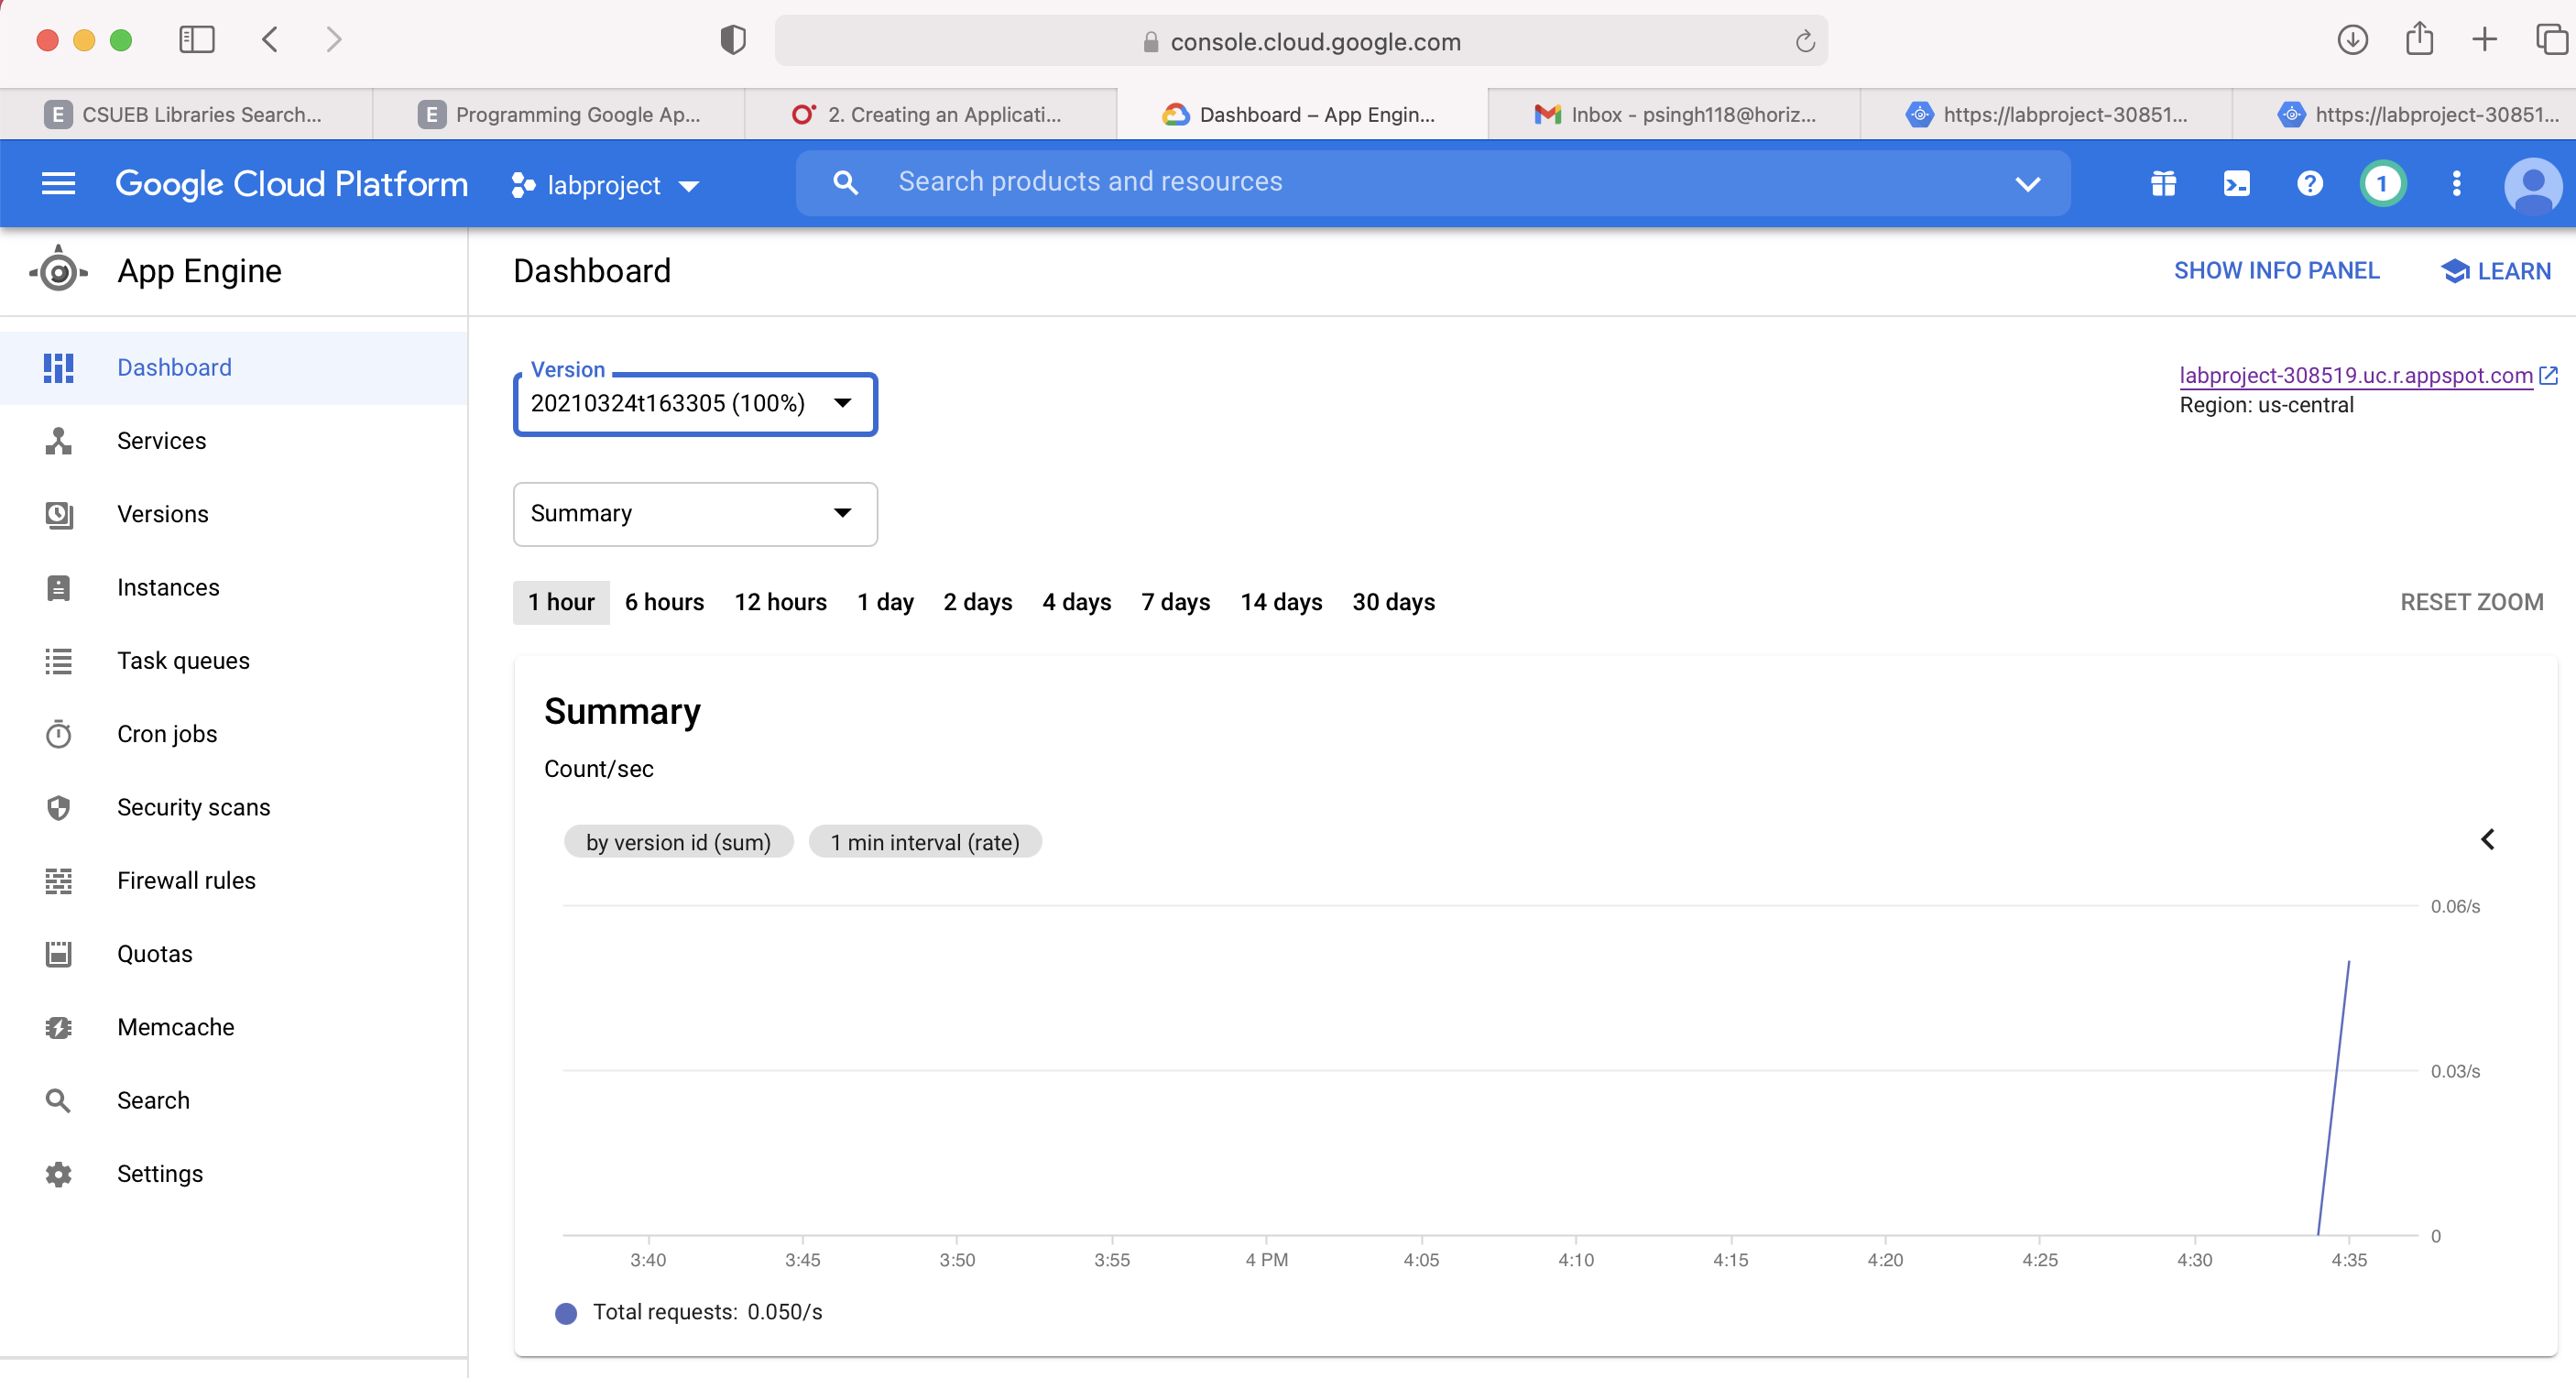 console.cloud.google.com
E CSUEB Libraries Search...
E Programming Google Ap...
2. Creating an Applicati...
Dashboard – App Engin...
Inbox - psingh118@horiz...
https://labproject-30851...
https://labproject-30851...
Google Cloud Platform
labproject
Search products and resources
1
App Engine
Dashboard
SHOW INFO PANEL
LEARN
Dashboard
Services
Versions
Instances
Task queues
Cron jobs
Security scans
Firewall rules
Quotas
Memcache
Search
Settings
Version
20210324t163305 (100%)
labproject-308519.uc.r.appspot.com
Region: us-central
Summary
1 hour 6 hours 12 hours 1 day 2 days 4 days 7 days 14 days 30 days
RESET ZOOM
Summary
Count/sec
by version id (sum) 1 min interval (rate)
0.06/s
0.03/s
0
3:40 3:45 3:50 3:55 4 PM 4:05 4:10 4:15 4:20 4:25 4:30 4:35
Total requests: 0.050/s